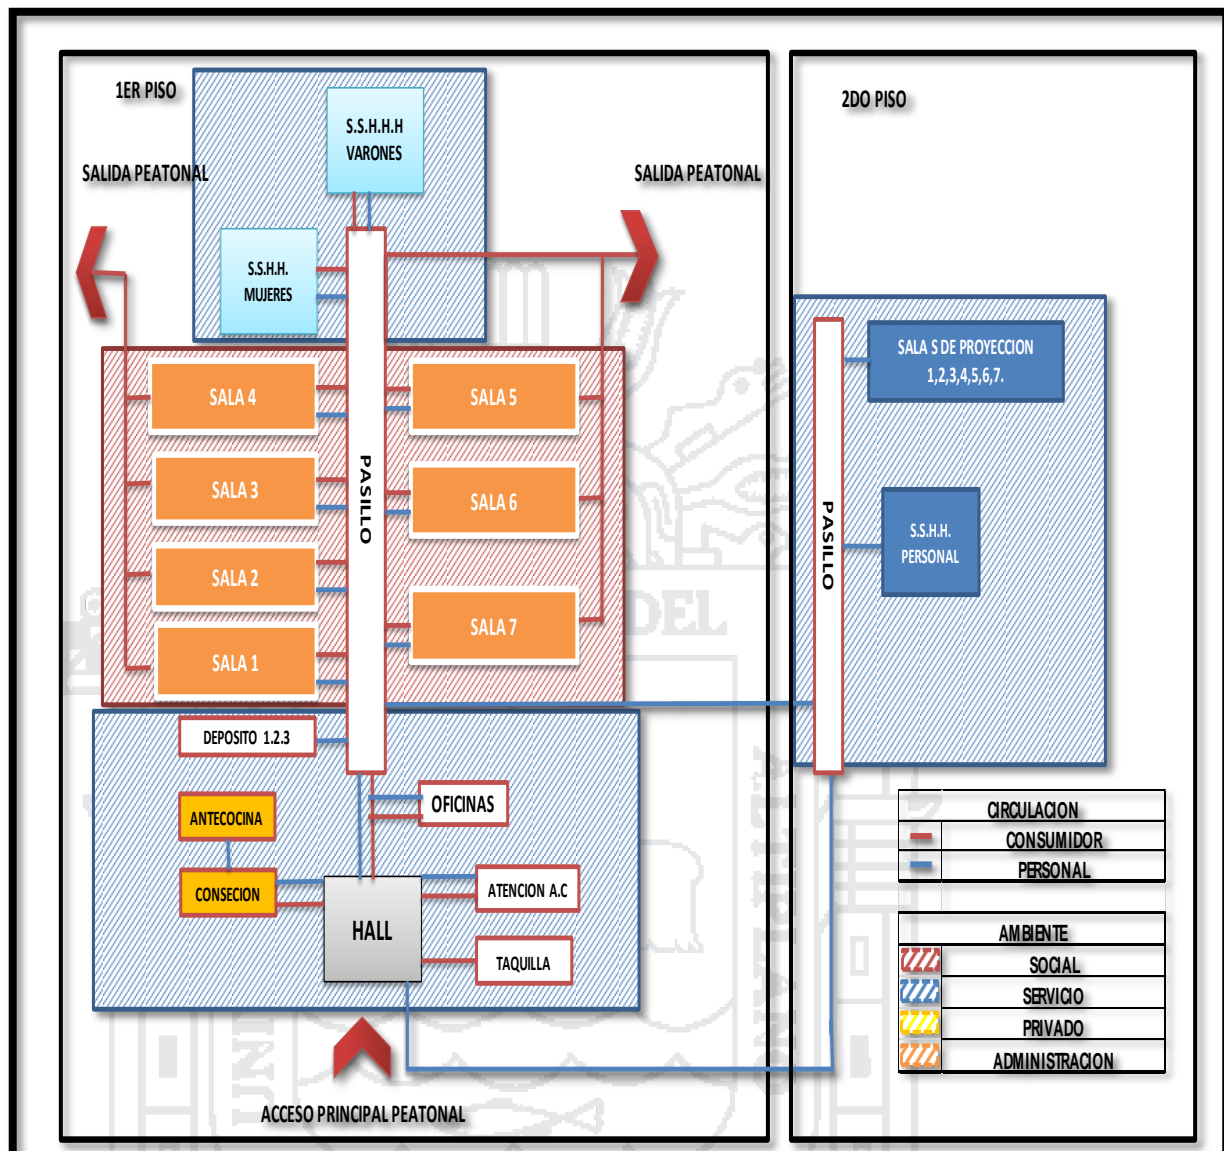 1ER PISO
S.S.H.H.H
VARONES
SALIDA PEATONAL
SALIDA PEATONAL
S.S.H.H.
MUJERES
PASILLO
SALA 4
SALA 5
SALA 3
SALA 6
SALA 2
SALA 7
SALA 1
DEPOSITO 1.2.3
OFICINAS
ANTECOCINA
CONSECION
ATENCION A.C
HALL
TAQUILLA
ACCESO PRINCIPAL PEATONAL
2DO PISO
SALA S DE PROYECCION
1,2,3,4,5,6,7.
PASILLO
S.S.H.H.
PERSONAL
CIRCULACION
CONSUMIDOR
PERSONAL
AMBIENTE
SOCIAL
SERVICIO
PRIVADO
ADMINISTRACION
DEL
ALTIPLANO
UNI